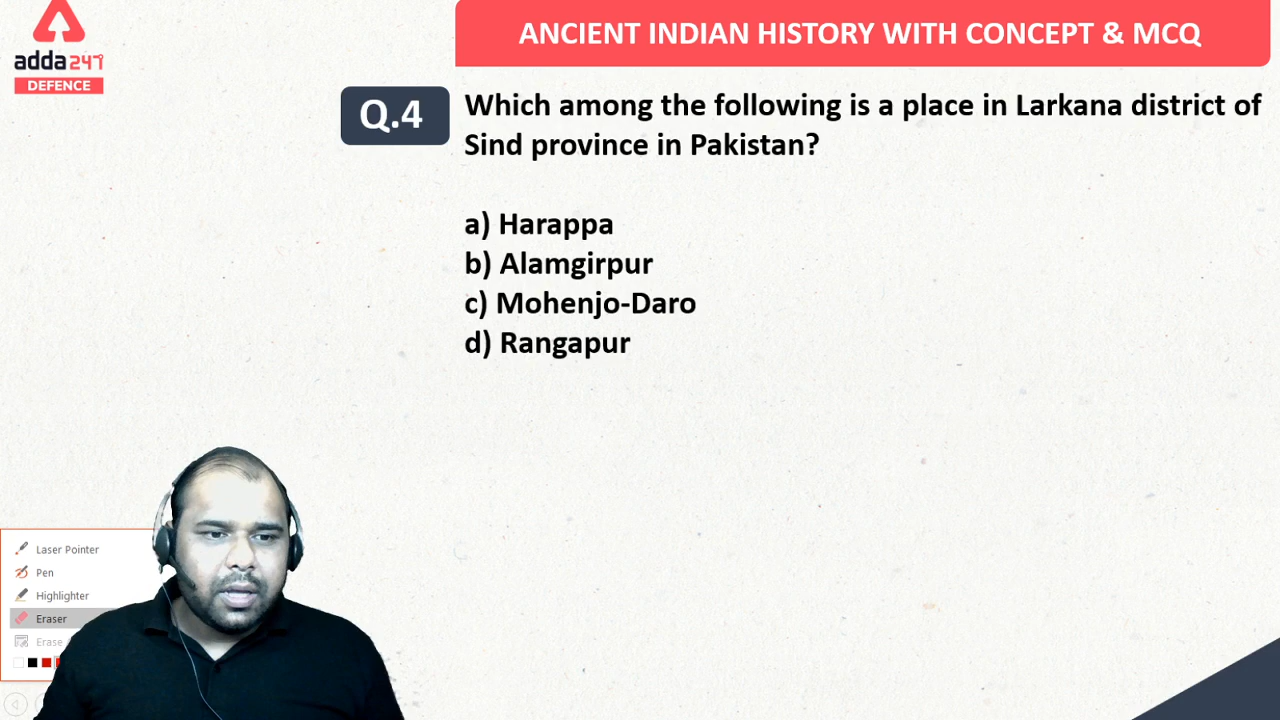 adda247
DEFENCE
ANCIENT INDIAN HISTORY WITH CONCEPT & MCQ
Q.4
Which among the following is a place in Larkana district of
Sind province in Pakistan?
a) Harappa
b) Alamgirpur
c) Mohenjo-Daro
d) Rangapur
Laser Pointer
Pen
Highlighter
Eraser
Erase